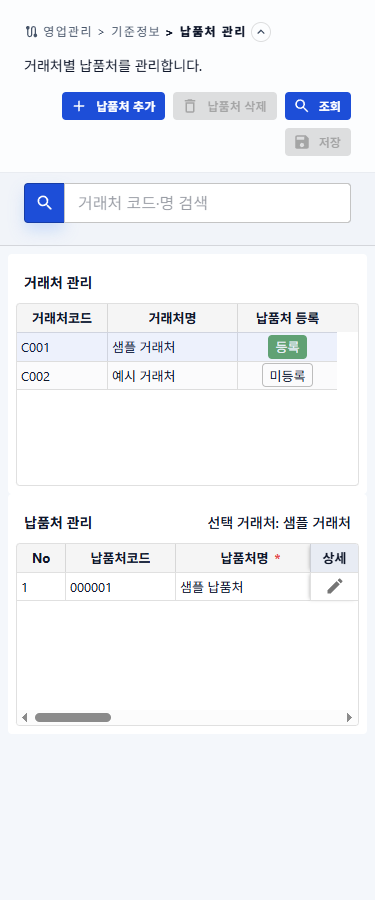 영업관리 > 기준정보 > 납품처 관리
거래처별 납품처를 관리합니다.
납품처 추가 납품처 삭제 조회
저장
거래처 코드·명 검색
거래처 관리
거래처코드 거래처명 납품처 등록
C001 샘플 거래처 등록
C002 예시 거래처 미등록
납품처 관리 선택 거래처: 샘플 거래처
No 납품처코드 납품처명 * 상세
1 000001 샘플 납품처